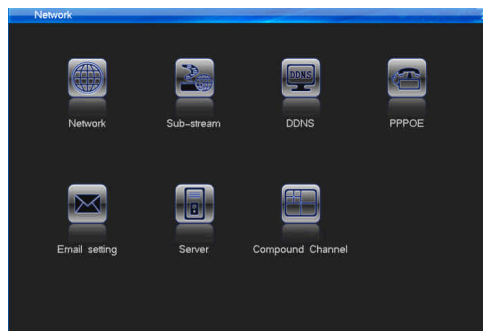 Network
DDNS
Network Sub-stream DDNS PPPOE
Email setting Server Compound Channel